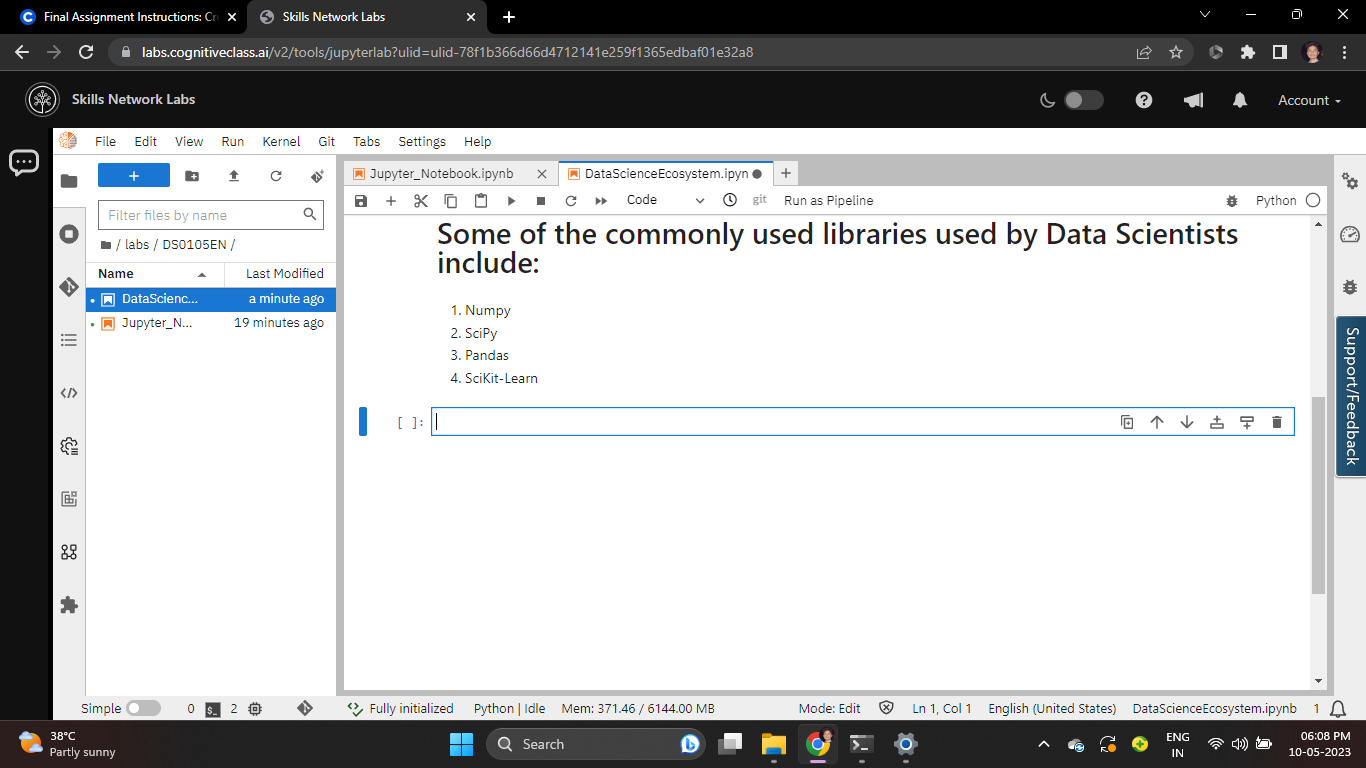 Final Assignment Instructions: Cr
Skills Network Labs
labs.cognitiveclass.ai/v2/tools/jupyterlab?ulid=ulid-78f1b366d66d4712141e259f1365edbaf01e32a8
Skills Network Labs
Account
File Edit View Run Kernel Git Tabs Settings Help
Jupyter_Notebook.ipynb
DataScienceEcosystem.ipyn
Code
git
Run as Pipeline
Python
Filter files by name
/ labs / DS0105EN /
Name Last Modified
DataScienc... a minute ago
Jupyter_N... 19 minutes ago
Some of the commonly used libraries used by Data Scientists
include:
1. Numpy
2. SciPy
3. Pandas
4. SciKit-Learn
[ ]:
Support/Feedback
Simple 0 2 Fully initialized Python | Idle Mem: 371.46 / 6144.00 MB Mode: Edit Ln 1, Col 1 English (United States) DataScienceEcosystem.ipynb 1
38°C
Partly sunny
Search
ENG
IN
06:08 PM
10-05-2023